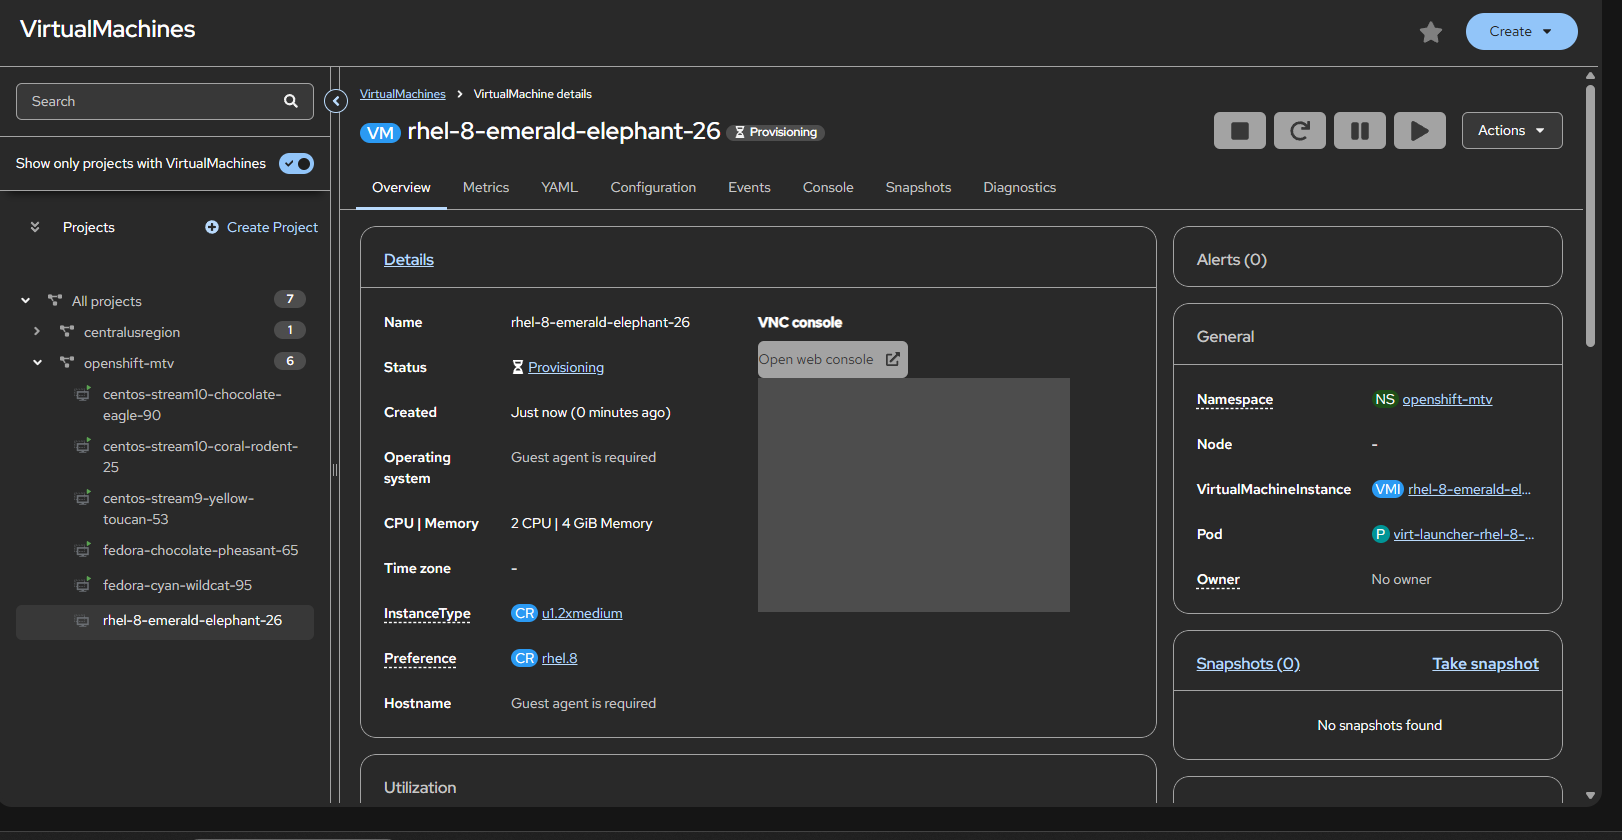 VirtualMachines
Create
Search
Show only projects with VirtualMachines
Projects
Create Project
All projects
7
centralusregion
1
openshift-mtv
6
centos-stream10-chocolate-
eagle-90
centos-stream10-coral-rodent-
25
centos-stream9-yellow-
toucan-53
fedora-chocolate-pheasant-65
fedora-cyan-wildcat-95
rhel-8-emerald-elephant-26
VirtualMachines > VirtualMachine details
VM rhel-8-emerald-elephant-26 Provisioning
Actions
Overview Metrics YAML Configuration Events Console Snapshots Diagnostics
Details
Name rhel-8-emerald-elephant-26
Status Provisioning
Created Just now (0 minutes ago)
Operating
system
Guest agent is required
CPU | Memory 2 CPU | 4 GiB Memory
Time zone -
InstanceType CR u1.2xmedium
Preference CR rhel.8
Hostname Guest agent is required
VNC console
Open web console
Utilization
Alerts (0)
General
Namespace NS openshift-mtv
Node -
VirtualMachineInstance VMI rhel-8-emerald-el...
Pod P virt-launcher-rhel-8-...
Owner No owner
Snapshots (0) Take snapshot
No snapshots found